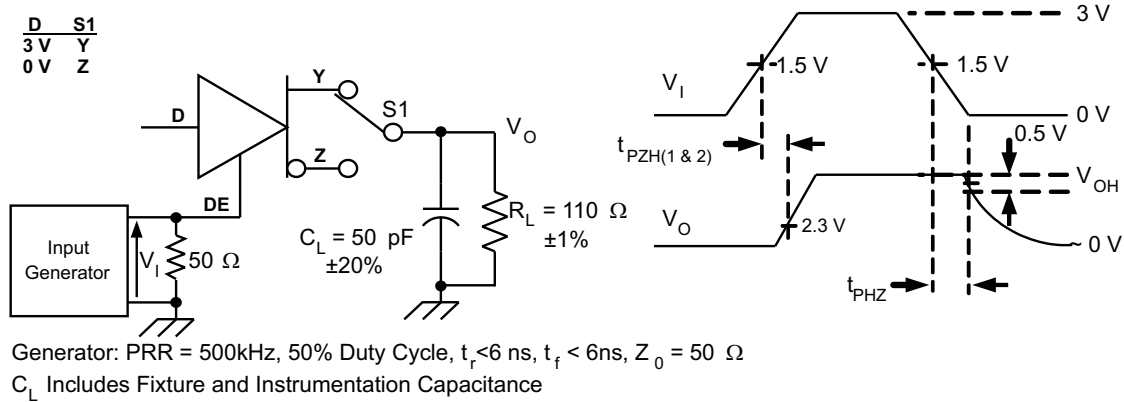 D S1
3 V Y
0 V Z
D
Y
Z
S1
DE
Input
Generator
V_I
50 Ω
C_L = 50 pF
±20%
V_O
R_L = 110 Ω
±1%
3 V
V_I
1.5 V
1.5 V
0 V
0.5 V
t_PZH(1 & 2)
V_OH
V_O
2.3 V
~ 0 V
t_PHZ
Generator: PRR = 500kHz, 50% Duty Cycle, t_r<6 ns, t_f < 6ns, Z_0 = 50 Ω
C_L Includes Fixture and Instrumentation Capacitance